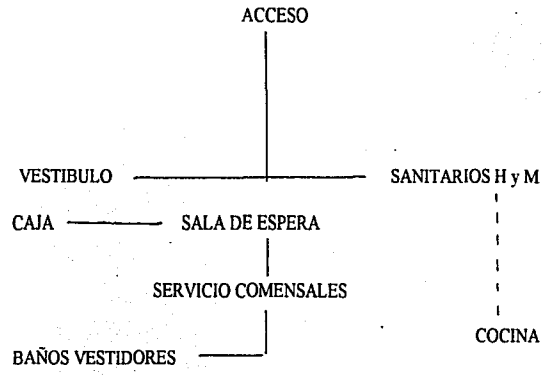 ACCESO
VESTIBULO SANITARIOS H y M
CAJA SALA DE ESPERA
SERVICIO COMENSALES
COCINA
BAÑOS VESTIDORES